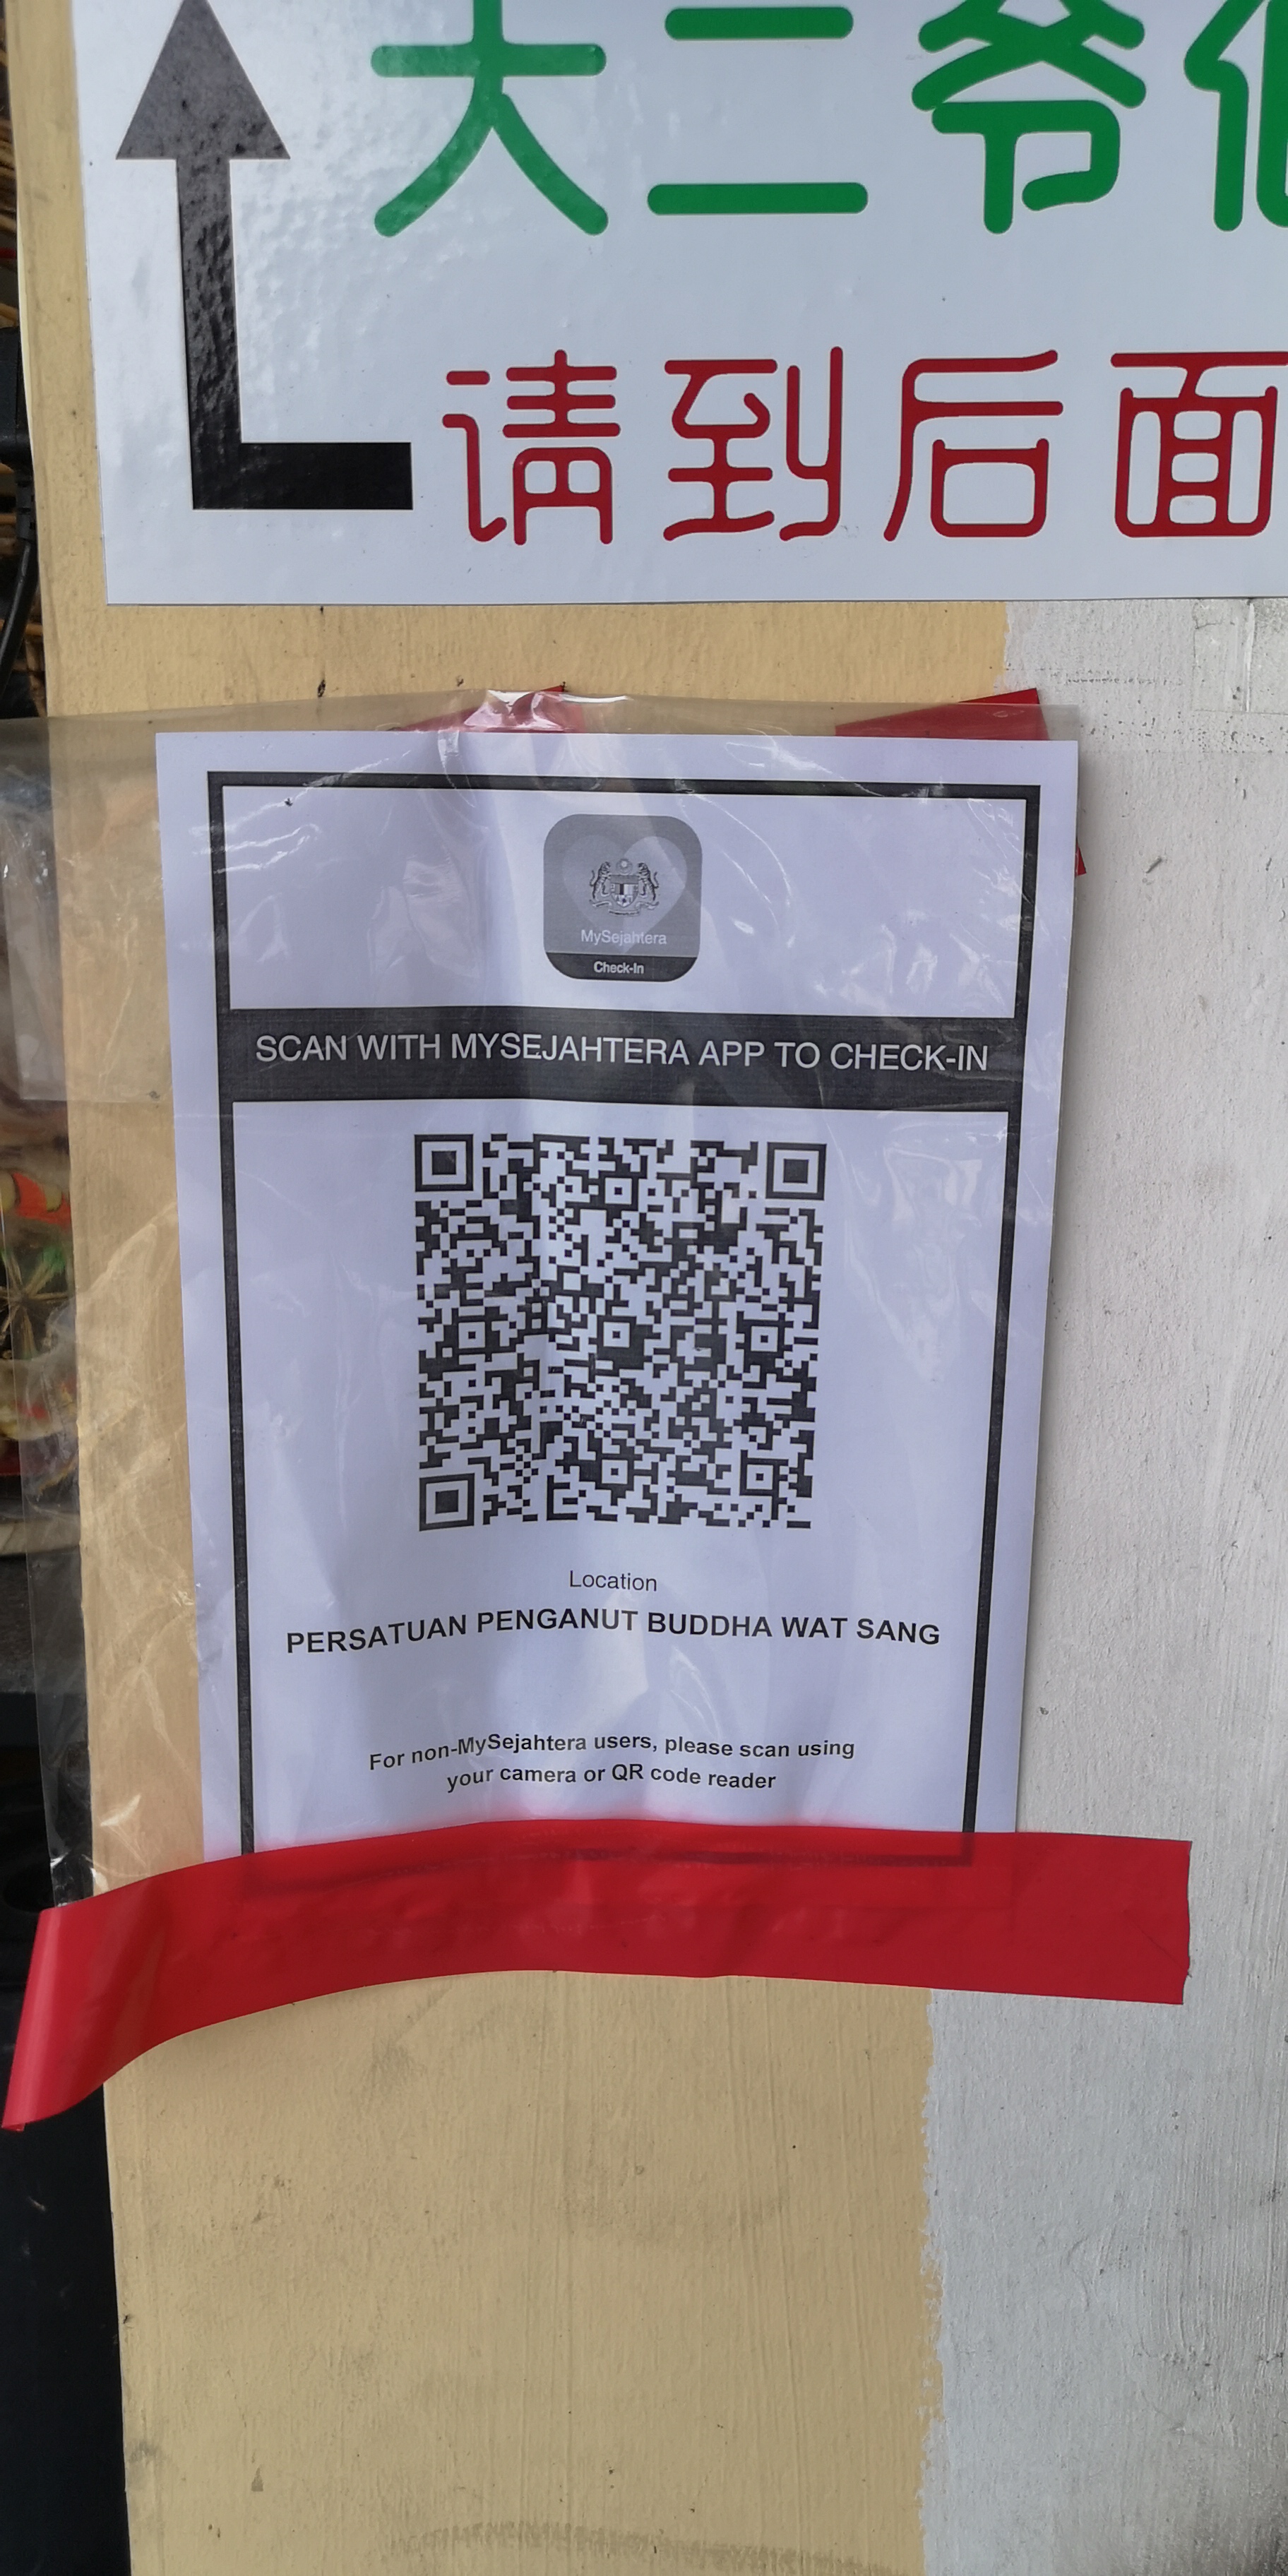 大二爷伯
请到后面
MySejahtera
Check-In
SCAN WITH MYSEJAHTERA APP TO CHECK-IN
Location
PERSATUAN PENGANUT BUDDHA WAT SANG
For non-MySejahtera users, please scan using
your camera or QR code reader